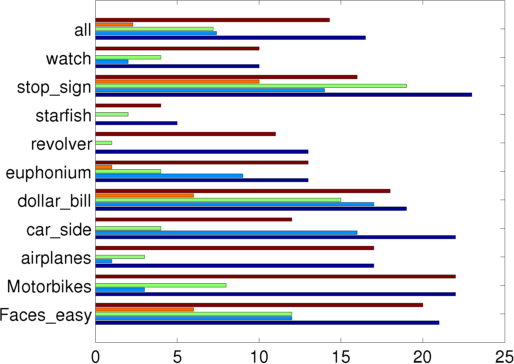 all
watch
stop_sign
starfish
revolver
euphonium
dollar_bill
car_side
airplanes
Motorbikes
Faces_easy
0 5 10 15 20 25